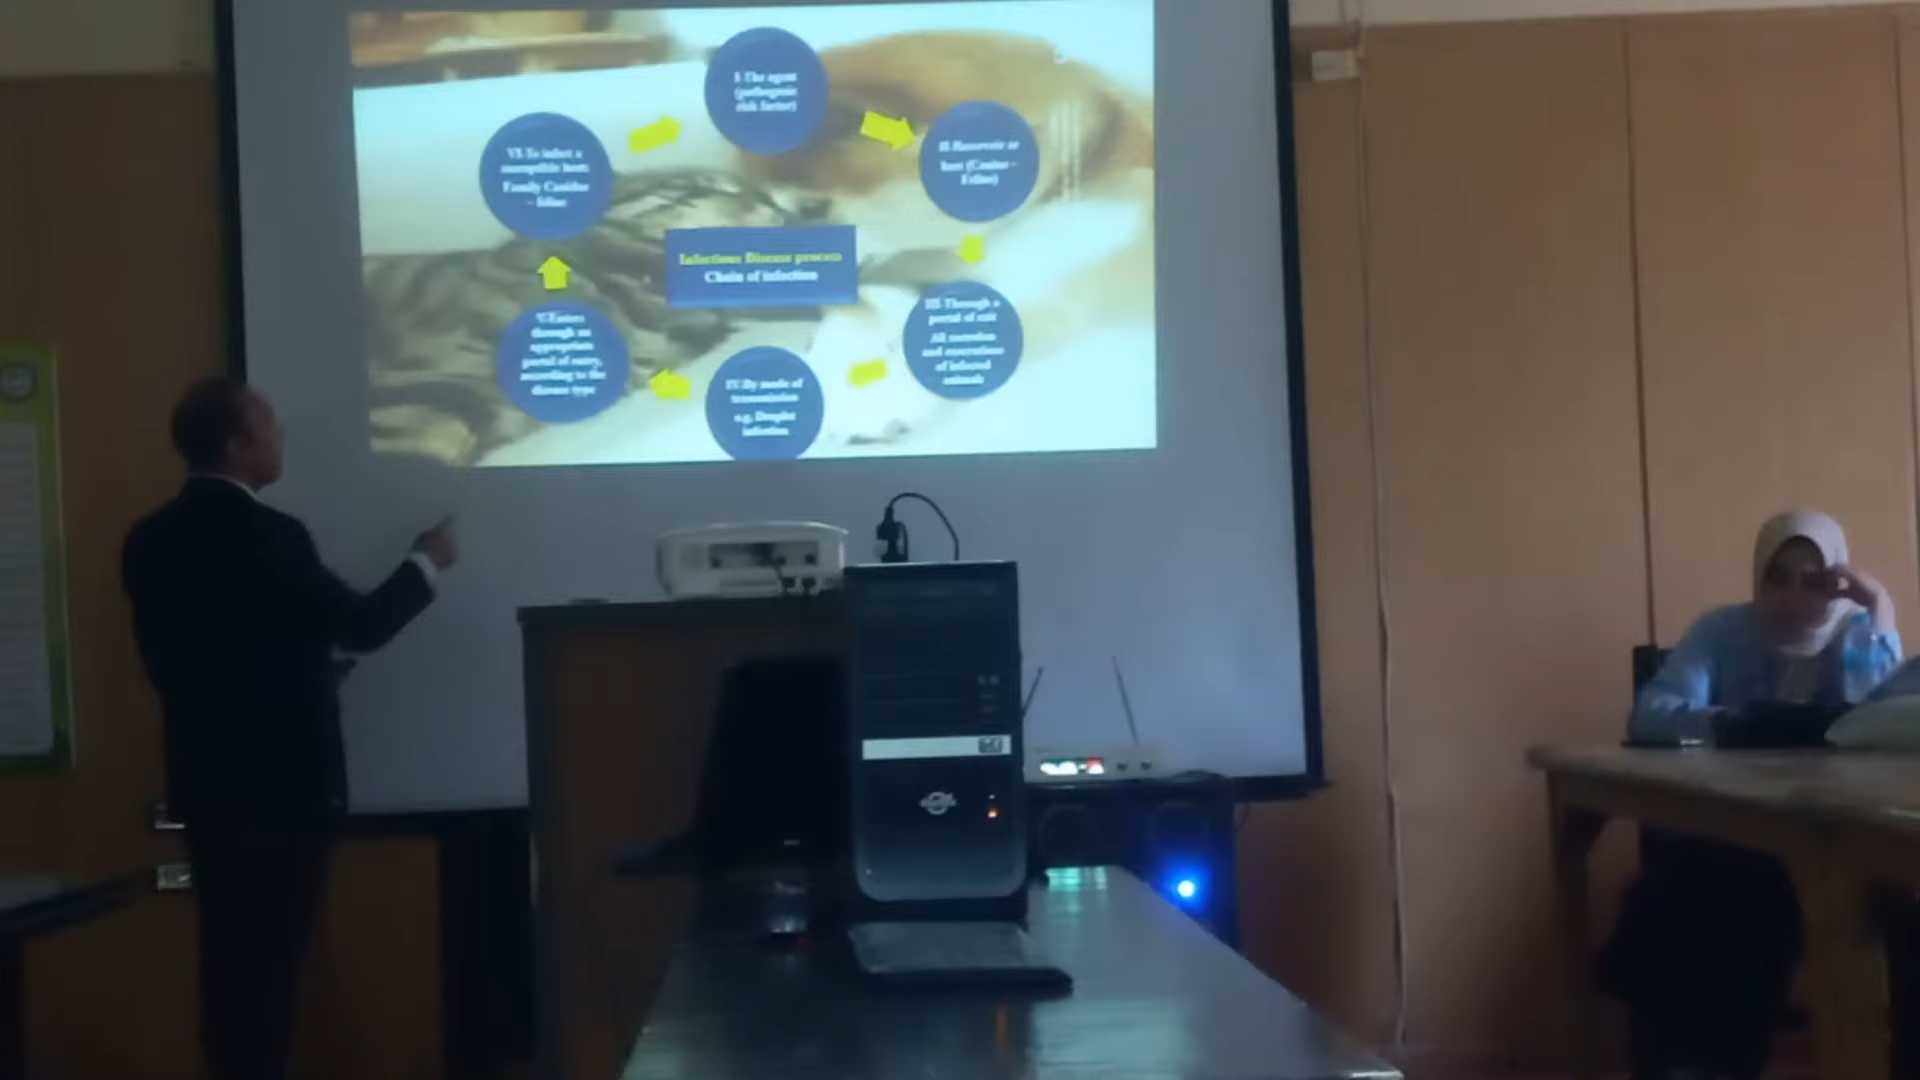 I-The agent
(pathogenic
risk factor)
II-Reservoir or
host (Canine –
Feline)
III-Through a
portal of exit
All secretion
and excretions
of infected
animals
IV-By mode of
transmission
e.g. Droplet
infection
V-Enters
through an
appropriate
portal of entry,
according to the
disease type
VI-To infect a
susceptible host:
Family Canidae
– feline
Infectious Disease process
Chain of infection